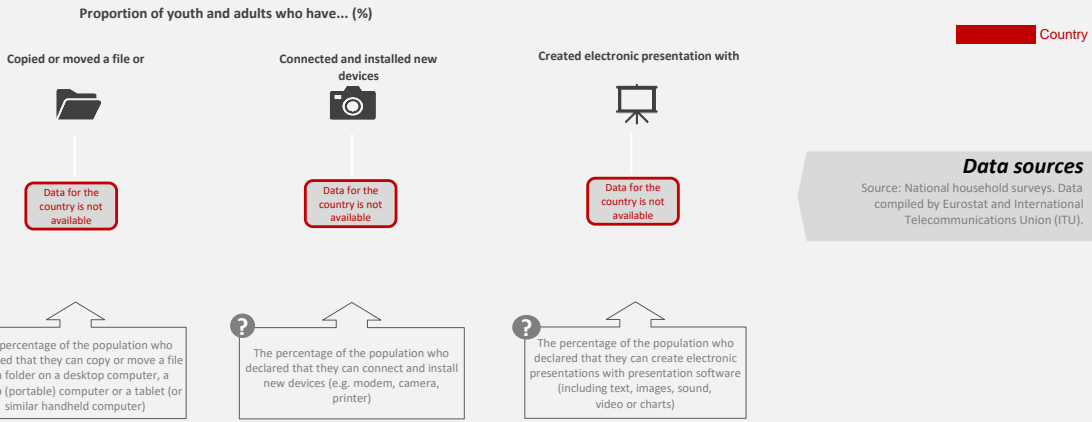 Proportion of youth and adults who have... (%)
Country
Copied or moved a file or
Connected and installed new
devices
Created electronic presentation with
Data for the
country is not
available
Data for the
country is not
available
Data for the
country is not
available
Data sources
Source: National household surveys. Data
compiled by Eurostat and International
Telecommunications Union (ITU).
percentage of the population who
that they can copy or move a file
folder on a desktop computer, a
(portable) computer or a tablet (or
similar handheld computer)
?
The percentage of the population who
declared that they can connect and install
new devices (e.g. modem, camera,
printer)
?
The percentage of the population who
declared that they can create electronic
presentations with presentation software
(including text, images, sound,
video or charts)